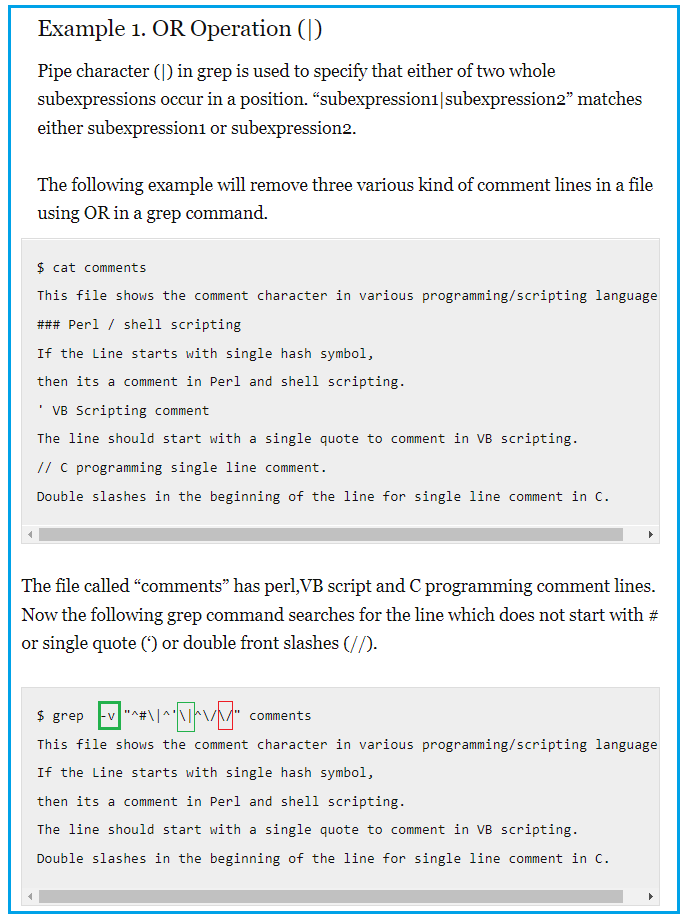 Example 1. OR Operation (|)
Pipe character (|) in grep is used to specify that either of two whole
subexpressions occur in a position. “subexpression1|subexpression2” matches
either subexpression1 or subexpression2.
The following example will remove three various kind of comment lines in a file
using OR in a grep command.
$ cat comments
This file shows the comment character in various programming/scripting language
### Perl / shell scripting
If the Line starts with single hash symbol,
then its a comment in Perl and shell scripting.
' VB Scripting comment
The line should start with a single quote to comment in VB scripting.
// C programming single line comment.
Double slashes in the beginning of the line for single line comment in C.
The file called “comments” has perl,VB script and C programming comment lines.
Now the following grep command searches for the line which does not start with #
or single quote (‘) or double front slashes (//).
$ grep  -v "^#\|^'\|^\/\/" comments
This file shows the comment character in various programming/scripting language
If the Line starts with single hash symbol,
then its a comment in Perl and shell scripting.
The line should start with a single quote to comment in VB scripting.
Double slashes in the beginning of the line for single line comment in C.